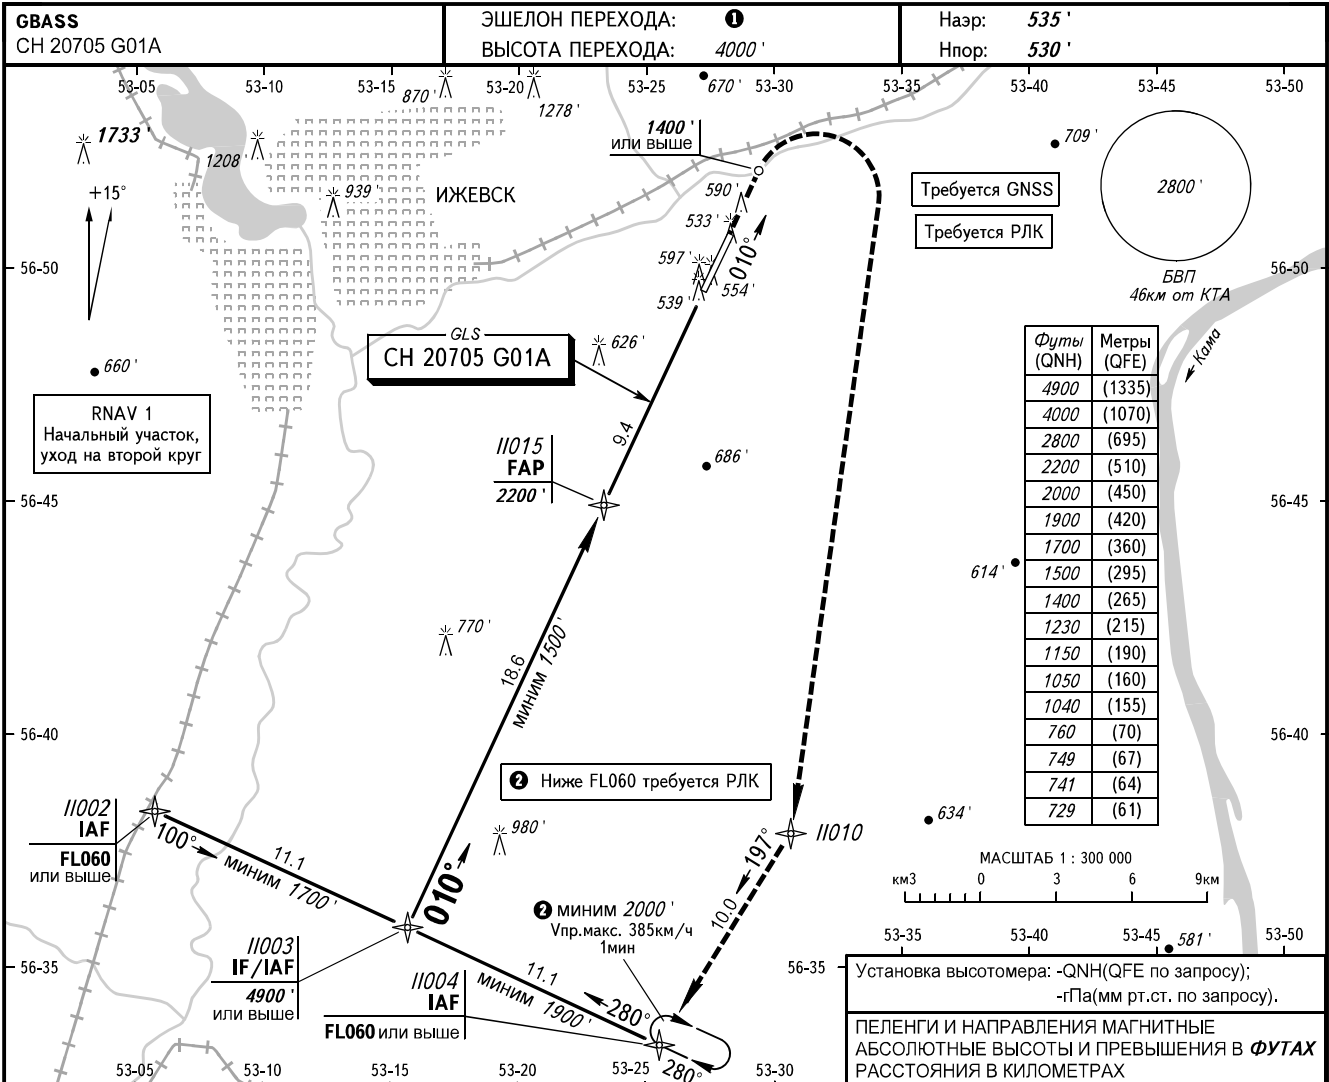 GBASS
CH 20705 G01A
ЭШЕЛОН ПЕРЕХОДА: ❶
ВЫСОТА ПЕРЕХОДА: 4000 '
Наэр: 535 '
Нпор: 530 '
53-05
53-10
53-15
53-20
53-25
53-30
53-35
53-40
53-45
53-50
870 '
1278 '
670 '
1733 '
1208 '
939 '
ИЖЕВСК
1400 '
или выше
709 '
+15°
590 '
533 '
597 '
539 '
554 '
010°
Требуется GNSS
Требуется РЛК
2800 '
БВП
46км от КТА
56-50
56-50
Кама
GLS
CH 20705 G01A
626 '
660 '
RNAV 1
Начальный участок,
уход на второй круг
9.4
II015
FAP
2200 '
686 '
56-45
56-45
Футы Метры
(QNH) (QFE)
4900 (1335)
4000 (1070)
2800 (695)
2200 (510)
2000 (450)
1900 (420)
1700 (360)
1500 (295)
1400 (265)
1230 (215)
1150 (190)
1050 (160)
1040 (155)
760 (70)
749 (67)
741 (64)
729 (61)
614 '
770 '
18.6
миним 1500'
56-40
56-40
❷ Ниже FL060 требуется РЛК
II002
IAF
FL060
или выше
100°
11.1
миним 1700'
980 '
010°
II010
634 '
197°
10.0
МАСШТАБ 1 : 300 000
км3 0 3 6 9км
❷ миним 2000 '
Vпр.макс. 385км/ч
1мин
II003
IF/IAF
4900 '
или выше
11.1
миним 1900'
II004
IAF
FL060 или выше
280°
280°
53-35
53-40
53-45
581 '
53-50
56-35
56-35
Установка высотомера: -QNH(QFE по запросу);
-гПа(мм рт.ст. по запросу).
ПЕЛЕНГИ И НАПРАВЛЕНИЯ МАГНИТНЫЕ
АБСОЛЮТНЫЕ ВЫСОТЫ И ПРЕВЫШЕНИЯ В ФУТАХ
РАССТОЯНИЯ В КИЛОМЕТРАХ
53-05
53-10
53-15
53-20
53-25
53-30